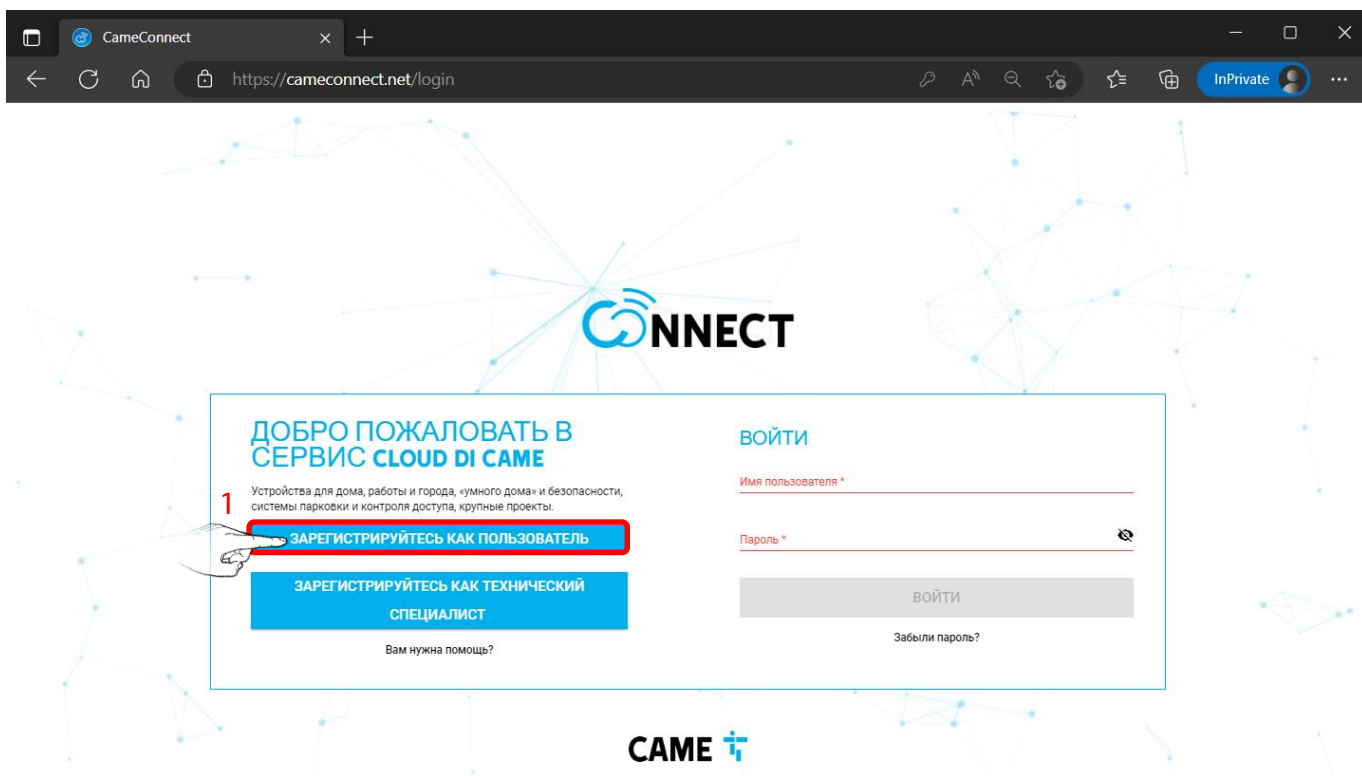 CameConnect
https://cameconnect.net/login
InPrivate
CONNECT
ДОБРО ПОЖАЛОВАТЬ В
СЕРВИС CLOUD DI CAME
Устройства для дома, работы и города, «умного дома» и безопасности,
системы парковки и контроля доступа, крупные проекты.
1
ЗАРЕГИСТРИРУЙТЕСЬ КАК ПОЛЬЗОВАТЕЛЬ
ЗАРЕГИСТРИРУЙТЕСЬ КАК ТЕХНИЧЕСКИЙ
СПЕЦИАЛИСТ
Вам нужна помощь?
ВОЙТИ
Имя пользователя *
Пароль *
ВОЙТИ
Забыли пароль?
CAME